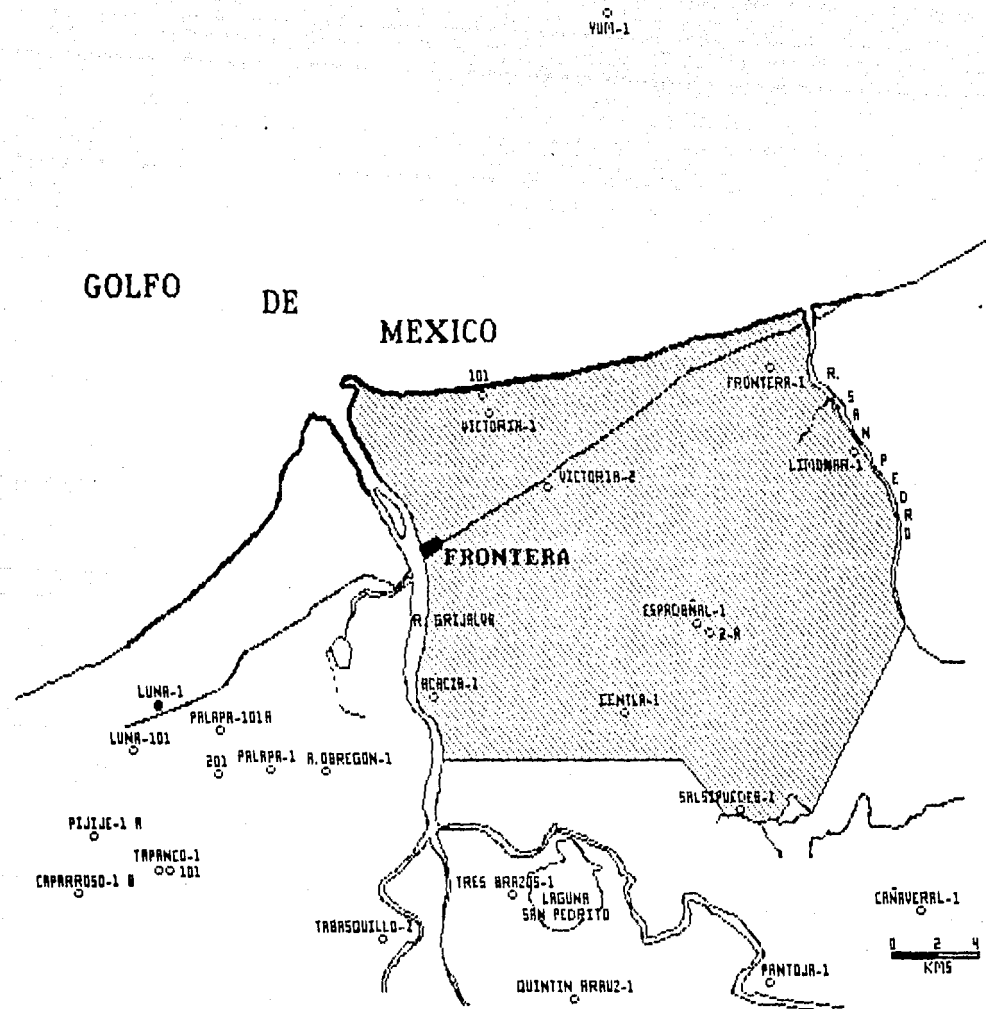 YUM-1
GOLFO DE MEXICO
101
FRONTERA-1
R. SAN PEDRO
VICTORIA-1
LIMONAR-1
VICTORIA-2
FRONTERA
ESPADAÑAL-1
2-A
R GRIJALVA
ACACIA-1
CENTLA-1
LUNA-1
PALAPA-101A
LUNA-101
201
PALAPA-1
A.OBREGON-1
SALSIPUEDES-1
PIJIJE-1 A
TAPANCO-1
101
CAPARROSO-1 B
TRES BRAZOS-1
LAGUNA
SAN PEDRITO
CAÑAVERAL-1
TABASQUILLO-1
0 2 4
KMS
PANTOJA-1
QUINTIN ARAUZ-1